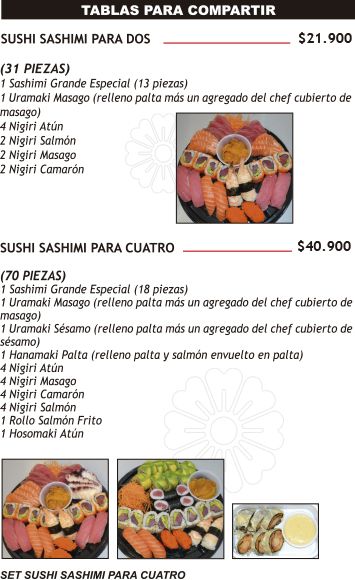 TABLAS PARA COMPARTIR
SUSHI SASHIMI PARA DOS $21.900
(31 PIEZAS)
1 Sashimi Grande Especial (13 piezas)
1 Uramaki Masago (relleno palta más un agregado del chef cubierto de
masago)
4 Nigiri Atún
2 Nigiri Salmón
2 Nigiri Masago
2 Nigiri Camarón
SUSHI SASHIMI PARA CUATRO $40.900
(70 PIEZAS)
1 Sashimi Grande Especial (18 piezas)
1 Uramaki Masago (relleno palta más un agregado del chef cubierto de
masago)
1 Uramaki Sésamo (relleno palta más un agregado del chef cubierto de
sésamo)
1 Hanamaki Palta (relleno palta y salmón envuelto en palta)
4 Nigiri Atún
4 Nigiri Masago
4 Nigiri Camarón
4 Nigiri Salmón
1 Rollo Salmón Frito
1 Hosomaki Atún
SET SUSHI SASHIMI PARA CUATRO